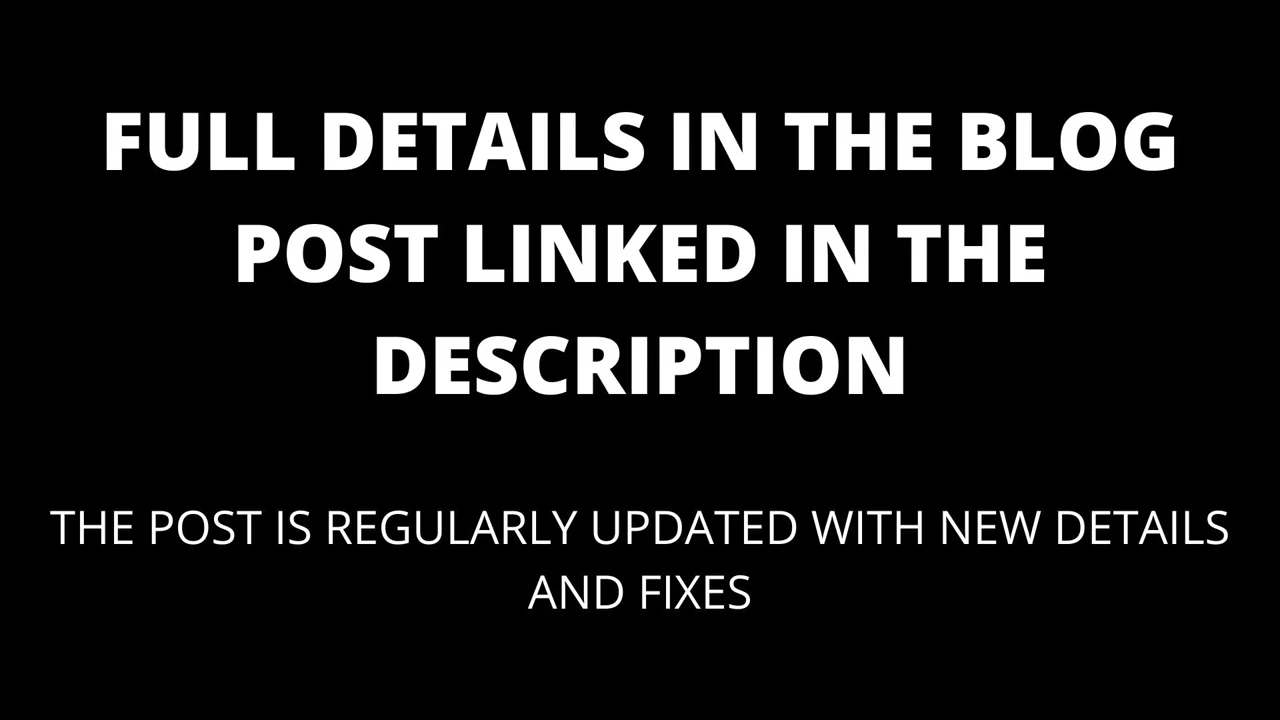 FULL DETAILS IN THE BLOG
POST LINKED IN THE
DESCRIPTION
THE POST IS REGULARLY UPDATED WITH NEW DETAILS
AND FIXES